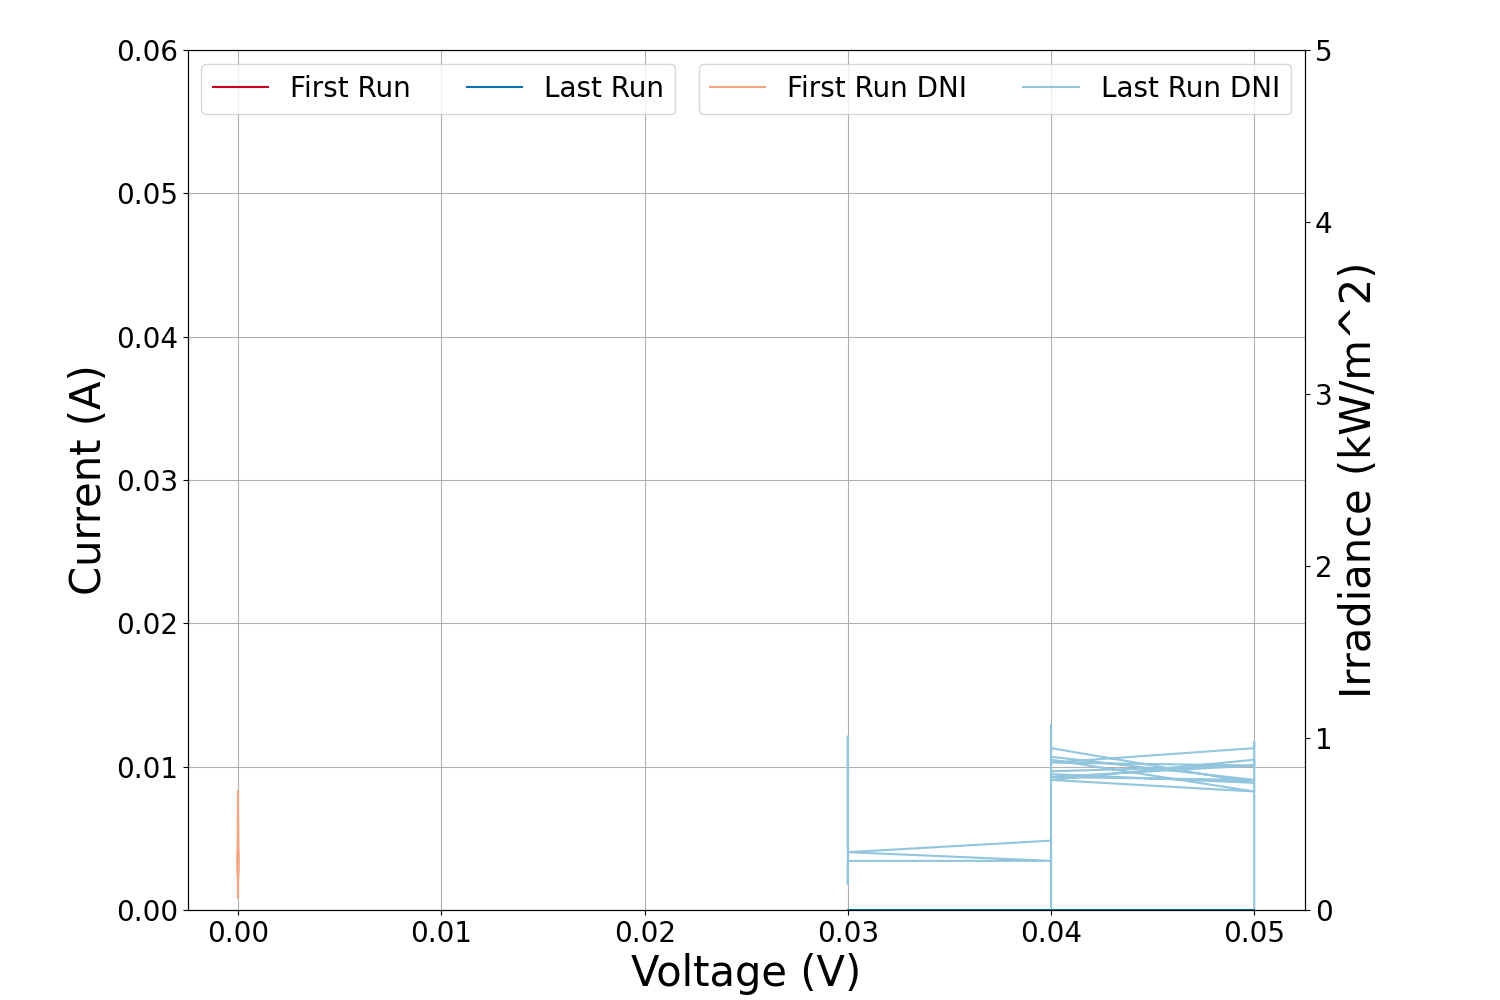 First Run
Last Run
First Run DNI
Last Run DNI
0.06
0.05
0.04
0.03
0.02
0.01
0.00
Current (A)
5
4
3
2
1
0
Irradiance (kW/m^2)
0.00 0.01 0.02 0.03 0.04 0.05
Voltage (V)